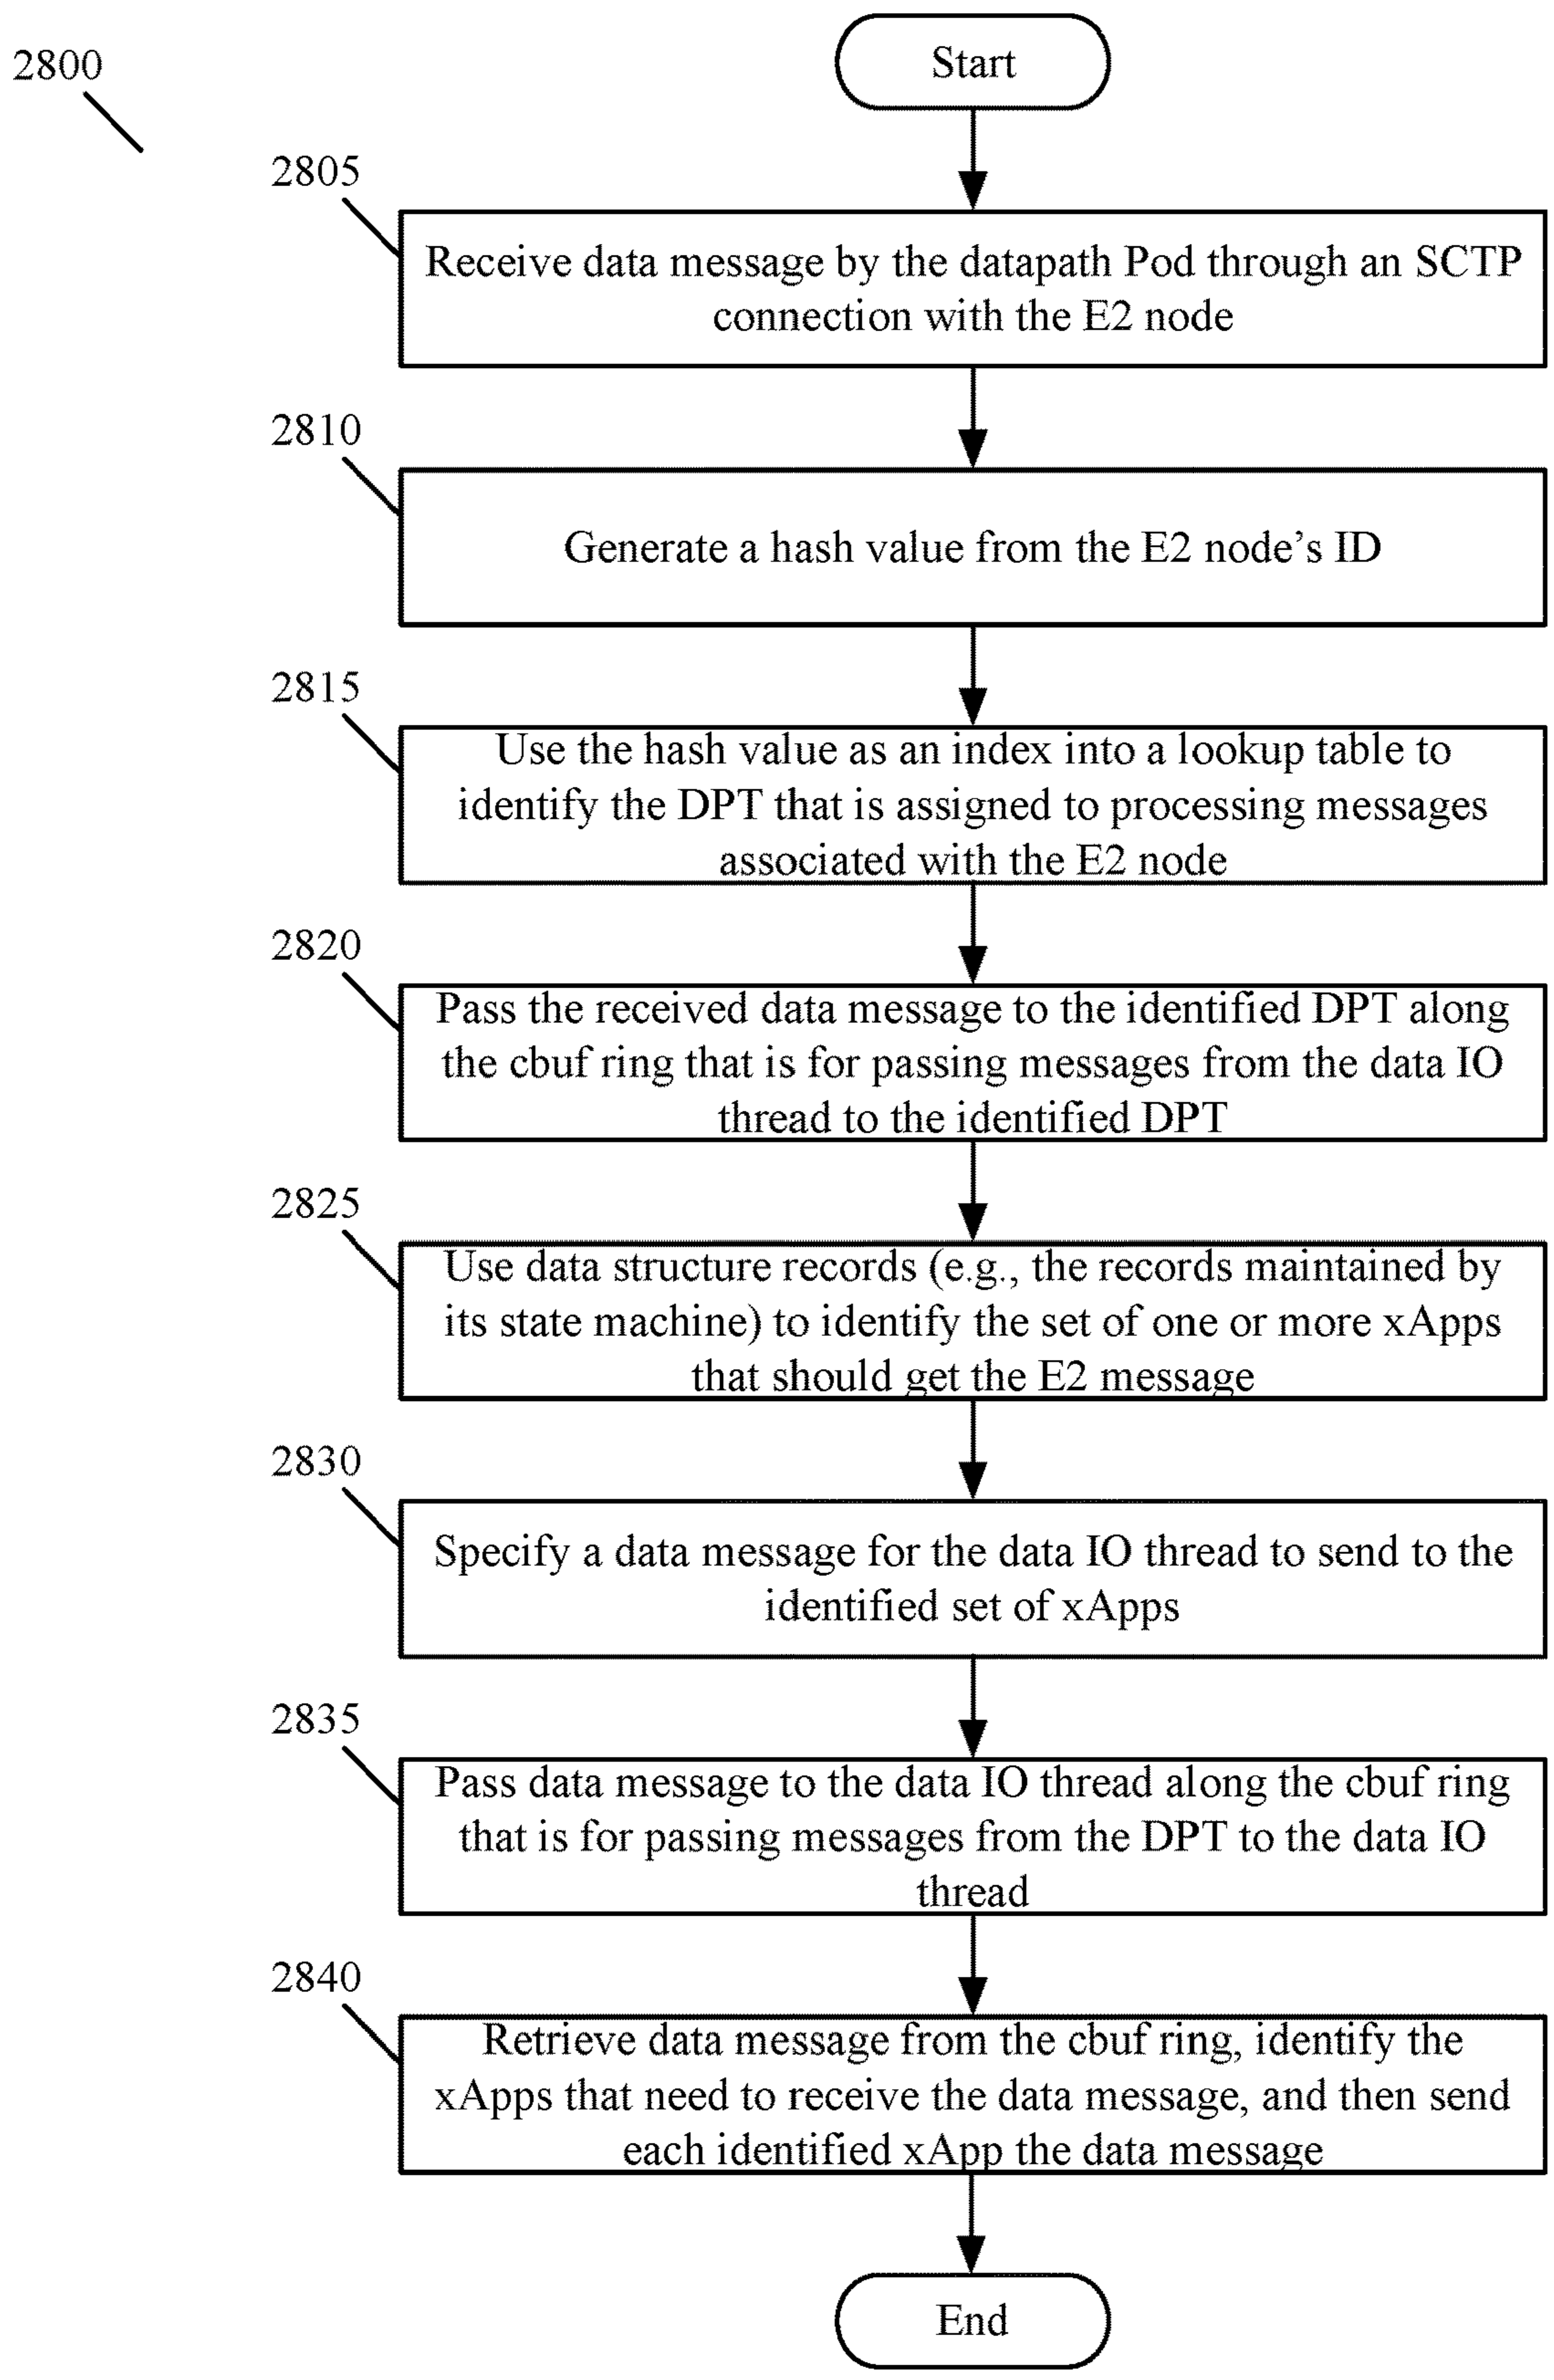 Start
2800
2805
Receive data message by the datapath Pod through an SCTP
connection with the E2 node
2810
Generate a hash value from the E2 node’s ID
2815
Use the hash value as an index into a lookup table to
identify the DPT that is assigned to processing messages
associated with the E2 node
2820
Pass the received data message to the identified DPT along
the cbuf ring that is for passing messages from the data IO
thread to the identified DPT
2825
Use data structure records (e.g., the records maintained by
its state machine) to identify the set of one or more xApps
that should get the E2 message
2830
Specify a data message for the data IO thread to send to the
identified set of xApps
2835
Pass data message to the data IO thread along the cbuf ring
that is for passing messages from the DPT to the data IO
thread
2840
Retrieve data message from the cbuf ring, identify the
xApps that need to receive the data message, and then send
each identified xApp the data message
End